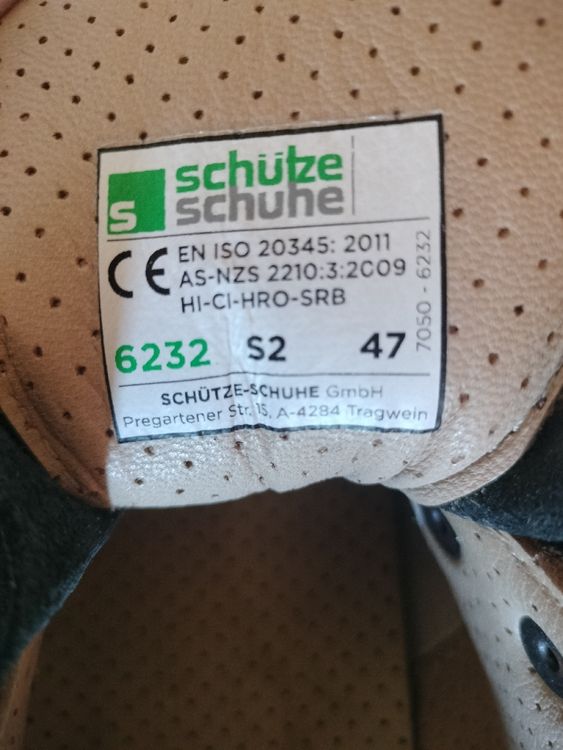 schütze
schuhe
S
CE
EN ISO 20345: 2011
AS-NZS 2210:3:2009
HI-CI-HRO-SRB
7050 - 6232
6232 S2 47
SCHÜTZE-SCHUHE GmbH
Pregartener Str. 15, A-4284 Tragwein